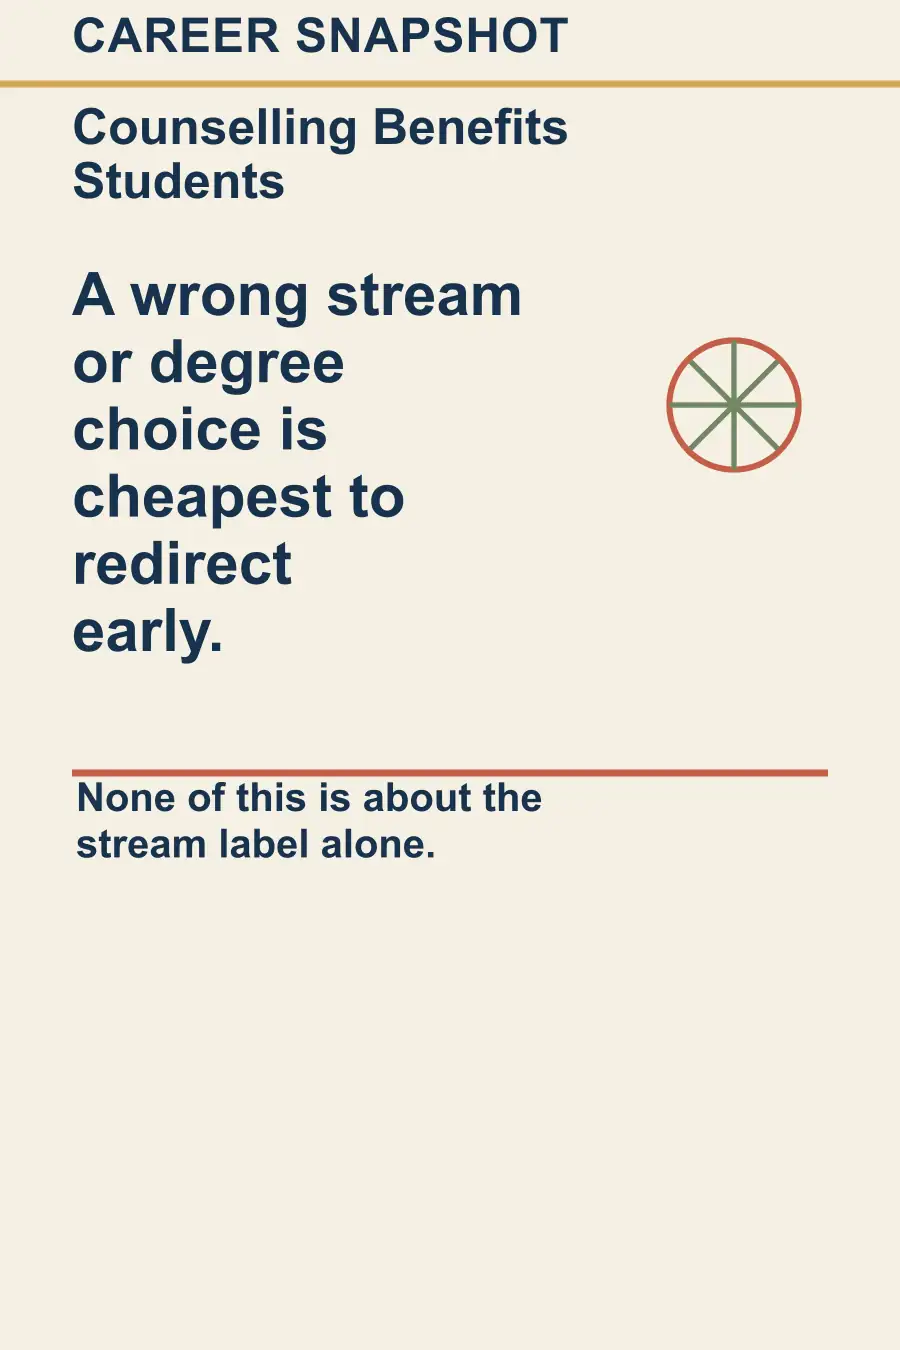 CAREER SNAPSHOT
Counselling Benefits
Students
A wrong stream
or degree
choice is
cheapest to
redirect
early.
None of this is about the
stream label alone.